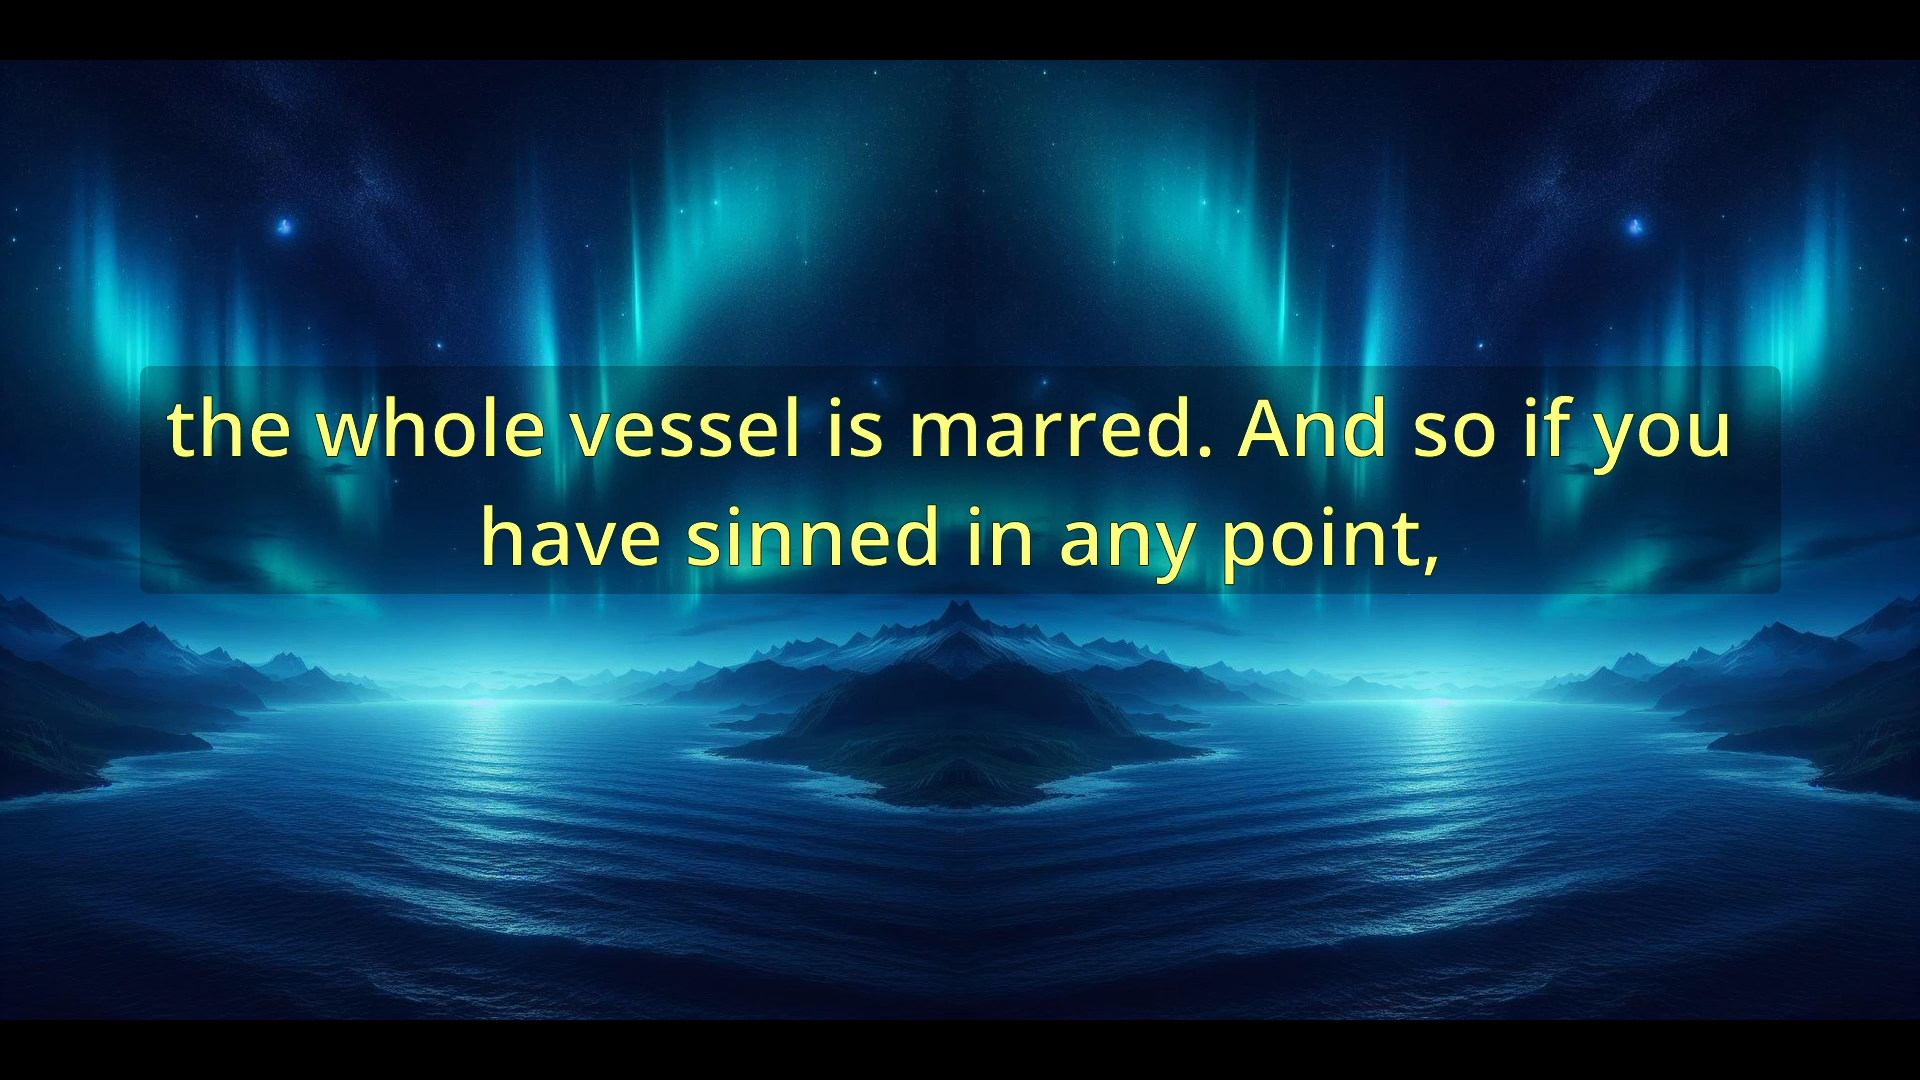 the whole vessel is marred. And so if you
have sinned in any point,